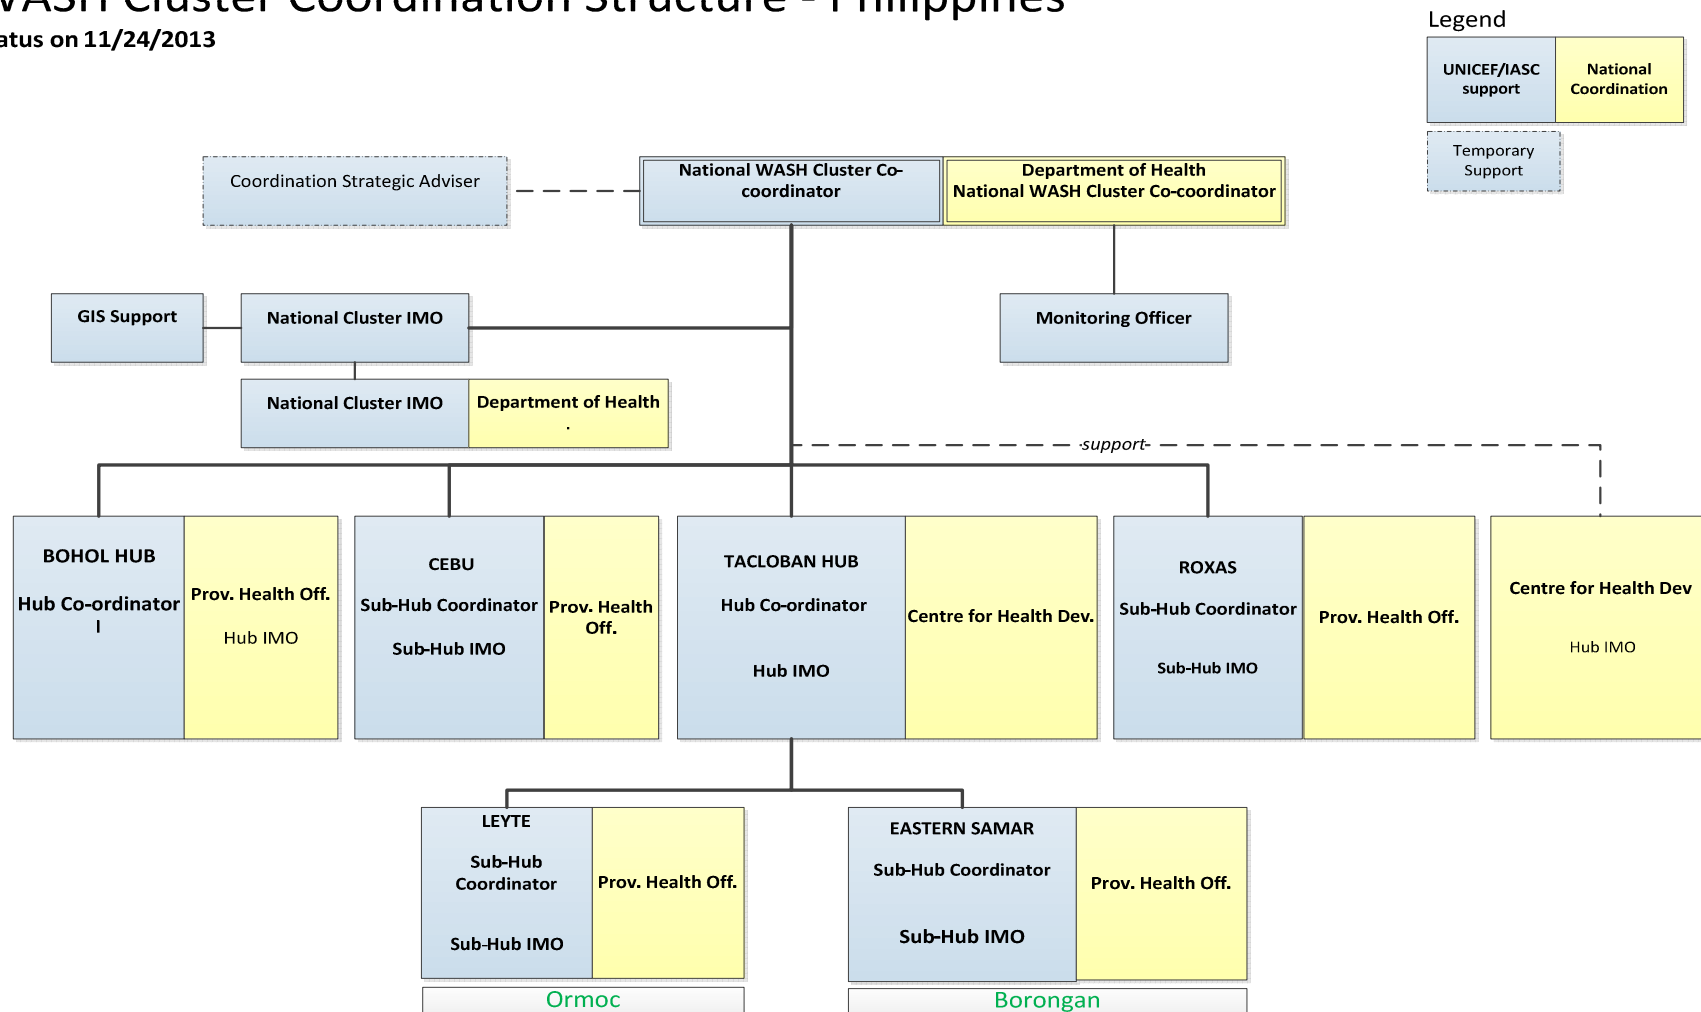 WASH Cluster Coordination Structure - Philippines
atus on 11/24/2013
Legend
UNICEF/IASC
support
National
Coordination
Temporary
Support
Coordination Strategic Adviser
National WASH Cluster Co-
coordinator
Department of Health
National WASH Cluster Co-coordinator
GIS Support
National Cluster IMO
Monitoring Officer
National Cluster IMO
Department of Health
.
support
BOHOL HUB
Hub Co-ordinator
I
Prov. Health Off.
Hub IMO
CEBU
Sub-Hub Coordinator
Sub-Hub IMO
Prov. Health
Off.
TACLOBAN HUB
Hub Co-ordinator
Hub IMO
Centre for Health Dev.
ROXAS
Sub-Hub Coordinator
Sub-Hub IMO
Prov. Health Off.
Centre for Health Dev
Hub IMO
LEYTE
Sub-Hub
Coordinator
Sub-Hub IMO
Prov. Health Off.
EASTERN SAMAR
Sub-Hub Coordinator
Sub-Hub IMO
Prov. Health Off.
Ormoc
Borongan